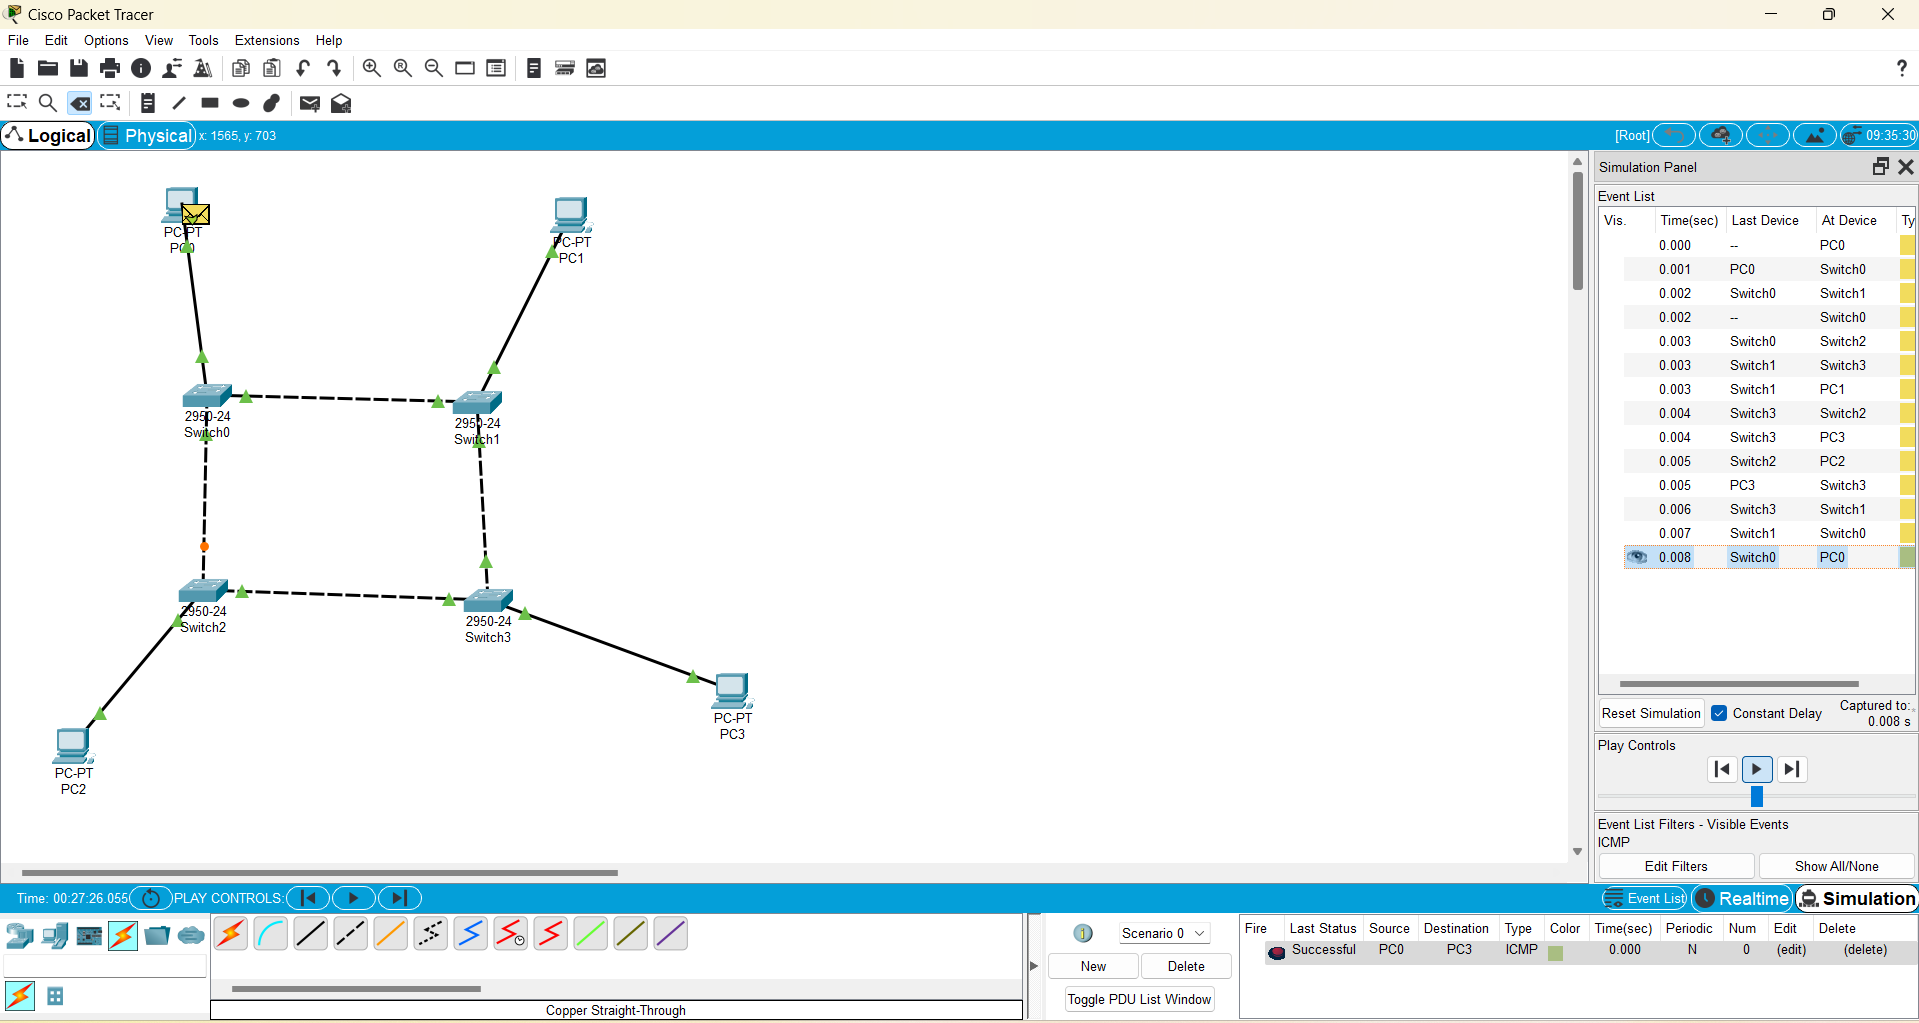 Cisco Packet Tracer
File Edit Options View Tools Extensions Help
?
Logical Physical x: 1565, y: 703 [Root] 09:35:30
PC-PT
PC0
PC-PT
PC1
2950-24
Switch0
2950-24
Switch1
2950-24
Switch2
2950-24
Switch3
PC-PT
PC3
PC-PT
PC2
Simulation Panel
Event List
Vis. Time(sec) Last Device At Device Ty
0.000 -- PC0
0.001 PC0 Switch0
0.002 Switch0 Switch1
0.002 -- Switch0
0.003 Switch0 Switch2
0.003 Switch1 Switch3
0.003 Switch1 PC1
0.004 Switch3 Switch2
0.004 Switch3 PC3
0.005 Switch2 PC2
0.005 PC3 Switch3
0.006 Switch3 Switch1
0.007 Switch1 Switch0
0.008 Switch0 PC0
Reset Simulation Constant Delay Captured to:
0.008 s
Play Controls
Event List Filters - Visible Events
ICMP
Edit Filters Show All/None
Time: 00:27:26.055 PLAY CONTROLS: Event List Realtime Simulation
Copper Straight-Through
Scenario 0
New Delete
Toggle PDU List Window
Fire Last Status Source Destination Type Color Time(sec) Periodic Num Edit Delete
Successful PC0 PC3 ICMP 0.000 N 0 (edit) (delete)